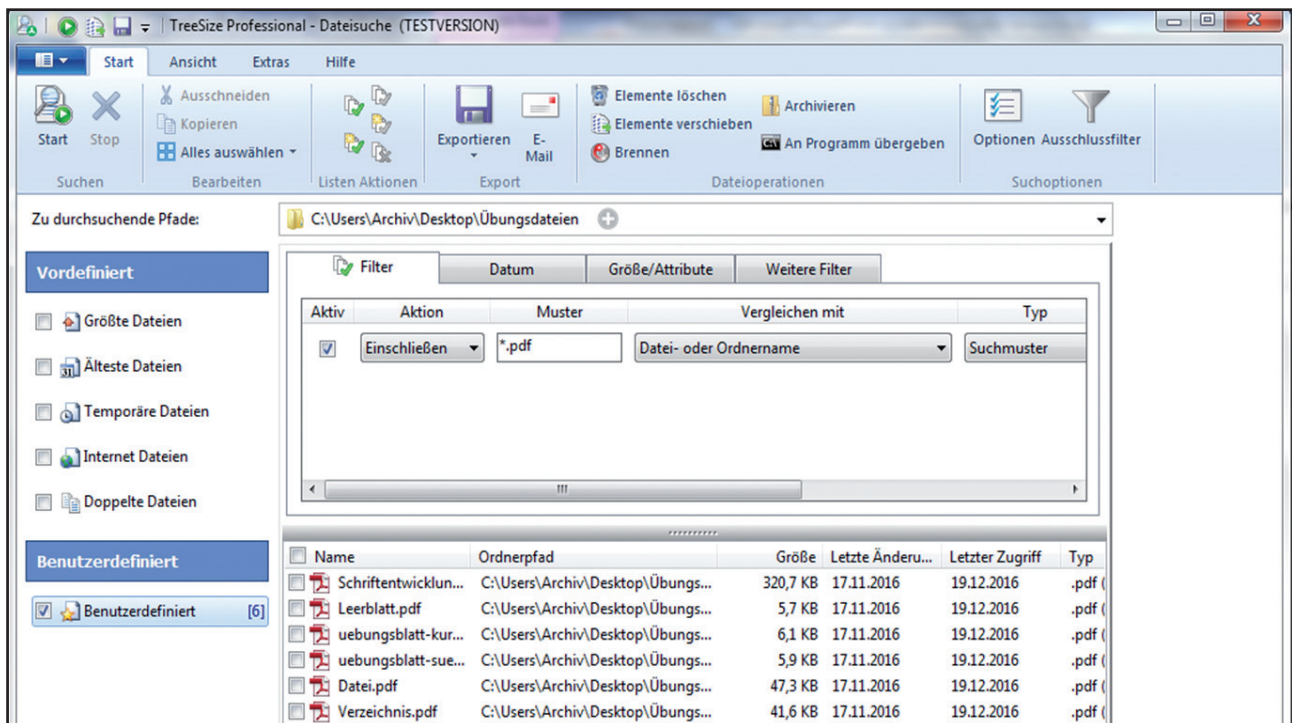 TreeSize Professional - Dateisuche (TESTVERSION)
Start Ansicht Extras Hilfe
Start
Stop
Suchen
Ausschneiden
Kopieren
Alles auswählen
Bearbeiten
Listen Aktionen
Exportieren
E-Mail
Export
Elemente löschen
Elemente verschieben
Brennen
Archivieren
An Programm übergeben
Dateioperationen
Optionen
Ausschlussfilter
Suchoptionen
Zu durchsuchende Pfade: C:\Users\Archiv\Desktop\Übungsdateien
Vordefiniert
Größte Dateien
31 Älteste Dateien
Temporäre Dateien
Internet Dateien
Doppelte Dateien
Benutzerdefiniert
Benutzerdefiniert [6]
Filter Datum Größe/Attribute Weitere Filter
Aktiv Aktion Muster Vergleichen mit Typ
Einschließen *.pdf Datei- oder Ordnername Suchmuster
Name Ordnerpfad Größe Letzte Änderu... Letzter Zugriff Typ
Schriftentwicklun... C:\Users\Archiv\Desktop\Übungs... 320,7 KB 17.11.2016 19.12.2016 .pdf (
Leerblatt.pdf C:\Users\Archiv\Desktop\Übungs... 5,7 KB 17.11.2016 19.12.2016 .pdf (
uebungsblatt-kur... C:\Users\Archiv\Desktop\Übungs... 6,1 KB 17.11.2016 19.12.2016 .pdf (
uebungsblatt-sue... C:\Users\Archiv\Desktop\Übungs... 5,9 KB 17.11.2016 19.12.2016 .pdf (
Datei.pdf C:\Users\Archiv\Desktop\Übungs... 47,3 KB 17.11.2016 19.12.2016 .pdf (
Verzeichnis.pdf C:\Users\Archiv\Desktop\Übungs... 41,6 KB 17.11.2016 19.12.2016 .pdf (